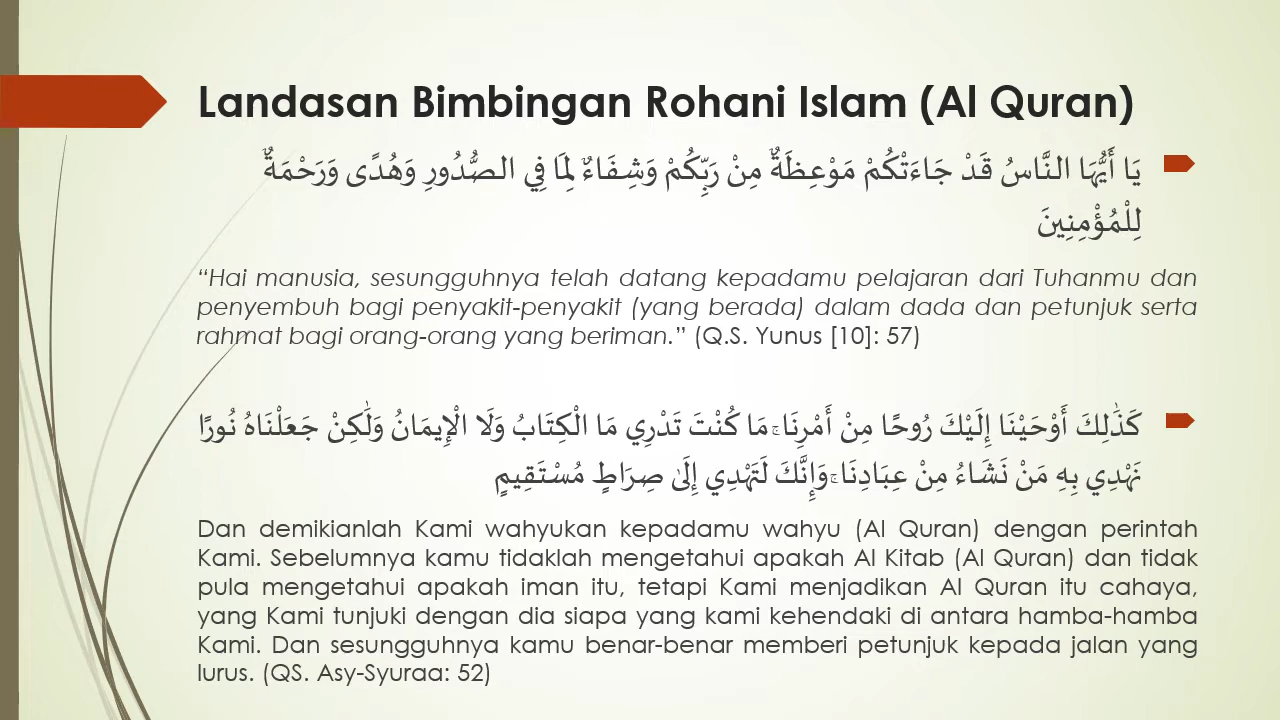 Landasan Bimbingan Rohani Islam (Al Quran)
يَا أَيُّهَا النَّاسُ قَدْ جَاءَتْكُمْ مَوْعِظَةٌ مِنْ رَبِّكُمْ وَشِفَاءٌ لِمَا فِي الصُّدُورِ وَهُدًى وَرَحْمَةٌ
لِلْمُؤْمِنِينَ
“Hai manusia, sesungguhnya telah datang kepadamu pelajaran dari Tuhanmu dan
penyembuh bagi penyakit-penyakit (yang berada) dalam dada dan petunjuk serta
rahmat bagi orang-orang yang beriman.” (Q.S. Yunus [10]: 57)
كَذَٰلِكَ أَوْحَيْنَا إِلَيْكَ رُوحًا مِنْ أَمْرِنَا ۚ مَا كُنْتَ تَدْرِي مَا الْكِتَابُ وَلَا الْإِيمَانُ وَلَٰكِنْ جَعَلْنَاهُ نُورًا
نَهْدِي بِهِ مَنْ نَشَاءُ مِنْ عِبَادِنَا ۚ وَإِنَّكَ لَتَهْدِي إِلَىٰ صِرَاطٍ مُسْتَقِيمٍ
Dan demikianlah Kami wahyukan kepadamu wahyu (Al Quran) dengan perintah
Kami. Sebelumnya kamu tidaklah mengetahui apakah Al Kitab (Al Quran) dan tidak
pula mengetahui apakah iman itu, tetapi Kami menjadikan Al Quran itu cahaya,
yang Kami tunjuki dengan dia siapa yang kami kehendaki di antara hamba-hamba
Kami. Dan sesungguhnya kamu benar-benar memberi petunjuk kepada jalan yang
lurus. (QS. Asy-Syuraa: 52)